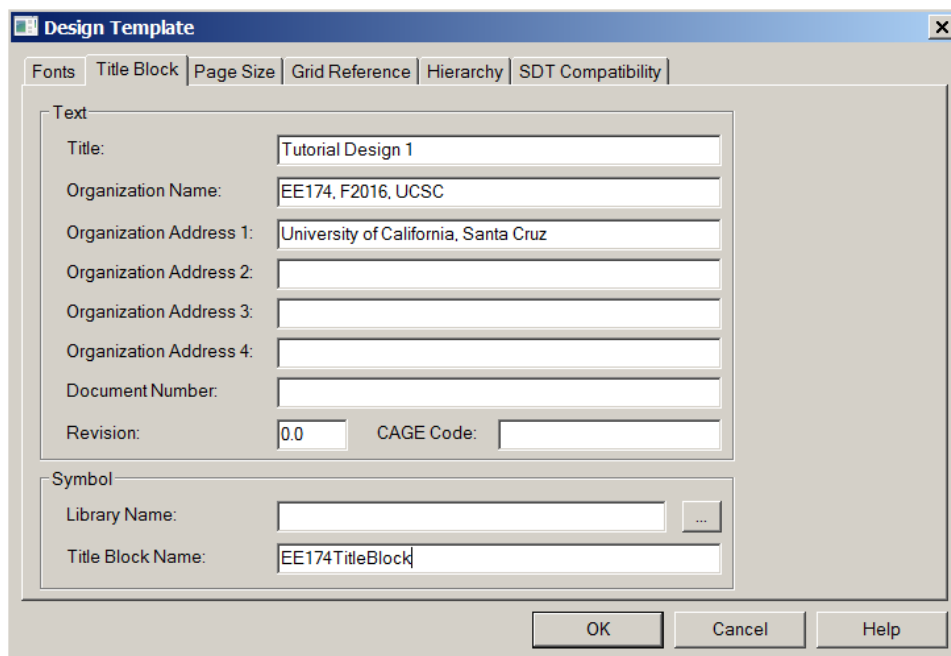 Design Template
Fonts Title Block Page Size Grid Reference Hierarchy SDT Compatibility
Text
Title: Tutorial Design 1
Organization Name: EE174, F2016, UCSC
Organization Address 1: University of California, Santa Cruz
Organization Address 2:
Organization Address 3:
Organization Address 4:
Document Number:
Revision: 0.0 CAGE Code:
Symbol
Library Name: ...
Title Block Name: EE174TitleBlock
OK Cancel Help